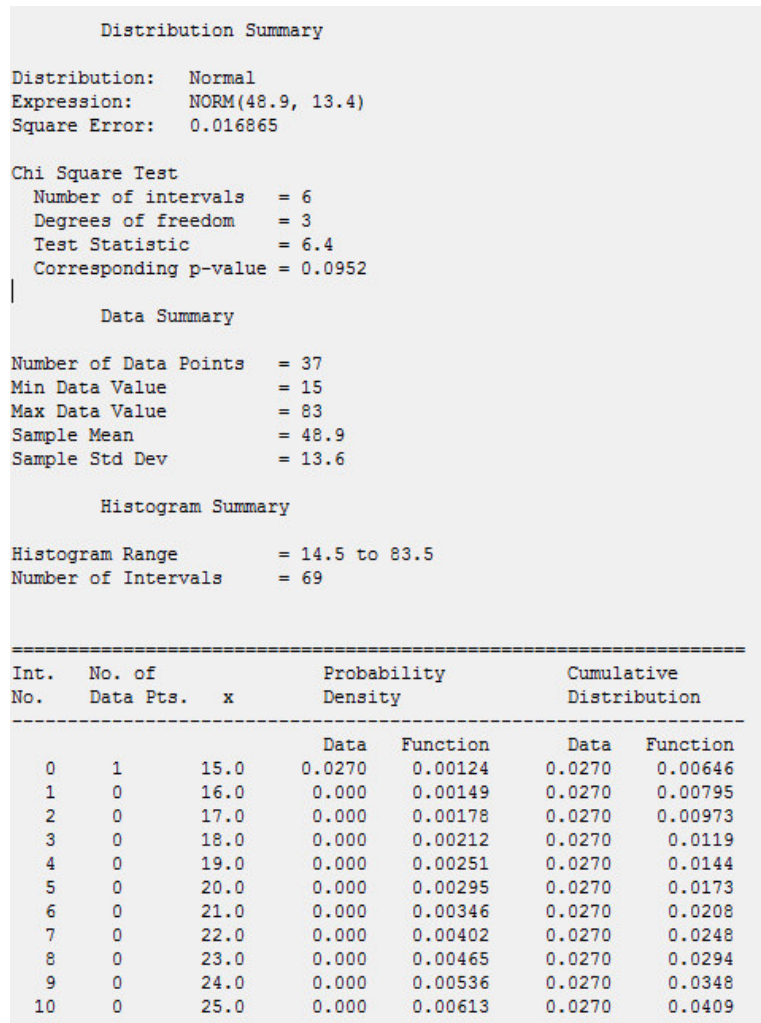 Distribution Summary
Distribution: Normal
Expression: NORM(48.9, 13.4)
Square Error: 0.016865
Chi Square Test
Number of intervals = 6
Degrees of freedom = 3
Test Statistic = 6.4
Corresponding p-value = 0.0952
Data Summary
Number of Data Points = 37
Min Data Value = 15
Max Data Value = 83
Sample Mean = 48.9
Sample Std Dev = 13.6
Histogram Summary
Histogram Range = 14.5 to 83.5
Number of Intervals = 69
Int. No. of Probability Cumulative
No. Data Pts. x Density Distribution
Data Function Data Function
0 1 15.0 0.0270 0.00124 0.0270 0.00646
1 0 16.0 0.000 0.00149 0.0270 0.00795
2 0 17.0 0.000 0.00178 0.0270 0.00973
3 0 18.0 0.000 0.00212 0.0270 0.0119
4 0 19.0 0.000 0.00251 0.0270 0.0144
5 0 20.0 0.000 0.00295 0.0270 0.0173
6 0 21.0 0.000 0.00346 0.0270 0.0208
7 0 22.0 0.000 0.00402 0.0270 0.0248
8 0 23.0 0.000 0.00465 0.0270 0.0294
9 0 24.0 0.000 0.00536 0.0270 0.0348
10 0 25.0 0.000 0.00613 0.0270 0.0409